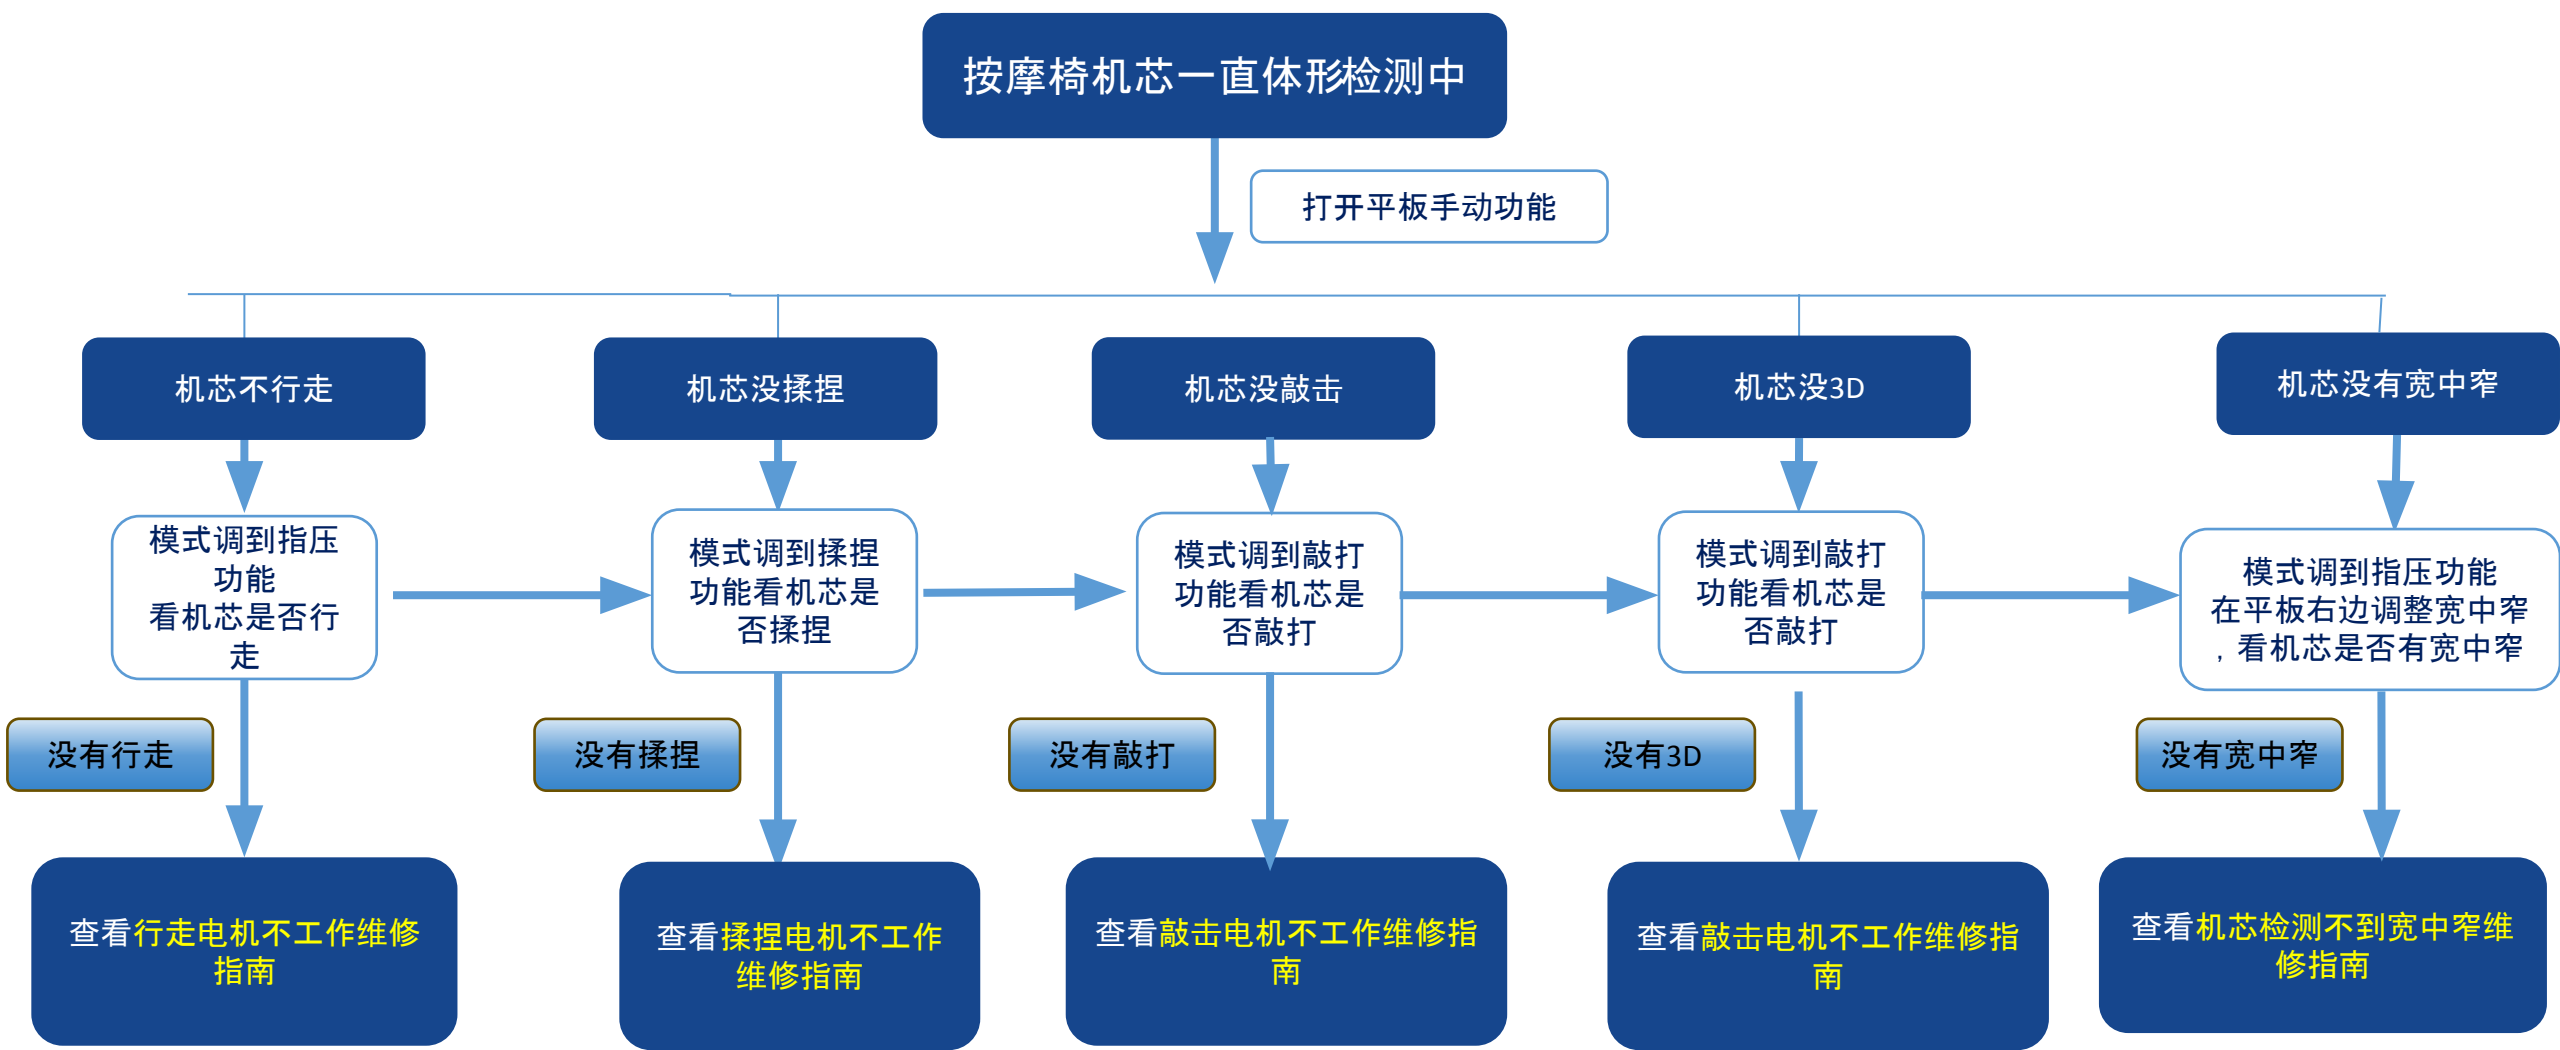 按摩椅机芯一直体形检测中
打开平板手动功能
机芯不行走
机芯没揉捏
机芯没敲击
机芯没3D
机芯没有宽中窄
模式调到指压
功能
看机芯是否行
走
模式调到揉捏
功能看机芯是
否揉捏
模式调到敲打
功能看机芯是
否敲打
模式调到敲打
功能看机芯是
否敲打
模式调到指压功能
在平板右边调整宽中窄
，看机芯是否有宽中窄
没有行走
没有揉捏
没有敲打
没有3D
没有宽中窄
查看行走电机不工作维修
指南
查看揉捏电机不工作
维修指南
查看敲击电机不工作维修指
南
查看敲击电机不工作维修指
南
查看机芯检测不到宽中窄维
修指南